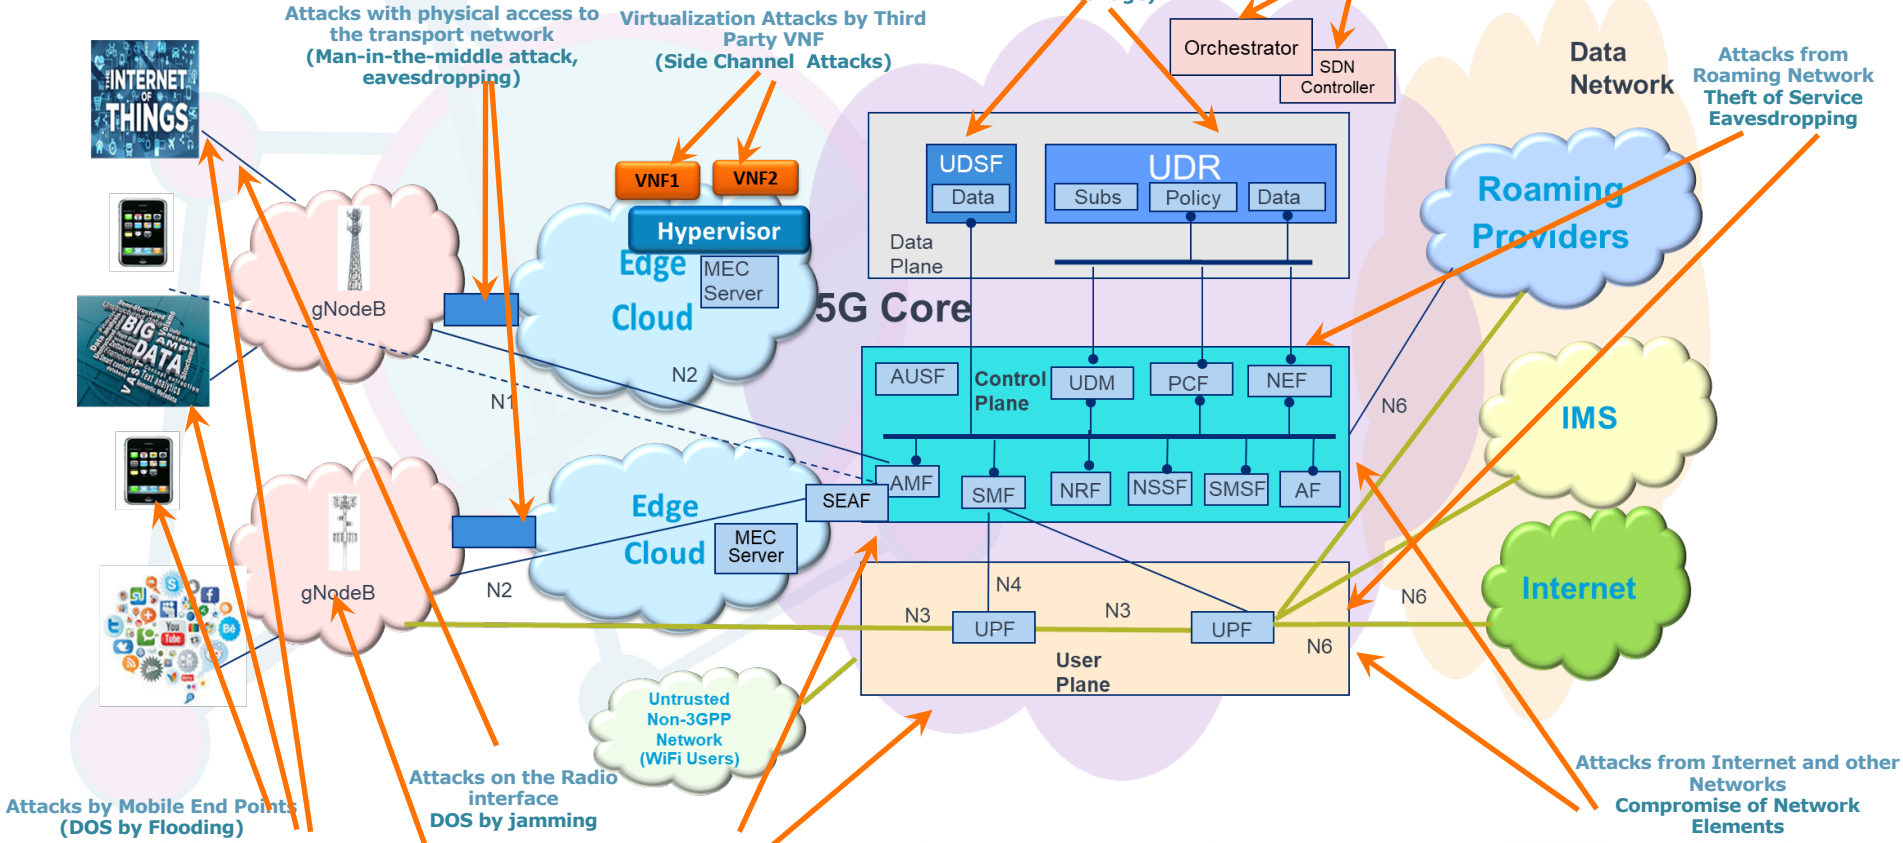 Attacks with physical access to
the transport network
(Man-in-the-middle attack,
eavesdropping)
Virtualization Attacks by Third
Party VNF
(Side Channel  Attacks)
Orchestrator
SDN
Controller
Data
Network
Attacks from
Roaming Network
Theft of Service
Eavesdropping
THE
INTERNET
OF
THINGS
VNF1
VNF2
Hypervisor
Edge
Cloud
MEC
Server
gNodeB
UDSF
Data
UDR
Subs
Policy
Data
Data
Plane
Roaming
Providers
5G Core
BIG
DATA
N2
N1
AUSF
Control
Plane
UDM
PCF
NEF
N6
IMS
AMF
SMF
NRF
NSSF
SMSF
AF
SEAF
Edge
Cloud
MEC
Server
gNodeB
N2
N4
N3
N3
UPF
UPF
N6
N6
User
Plane
Internet
You
Tube
Untrusted
Non-3GPP
Network
(WiFi Users)
Attacks by Mobile End Points
(DOS by Flooding)
Attacks on the Radio
interface
DOS by jamming
Attacks from Internet and other
Networks
Compromise of Network
Elements